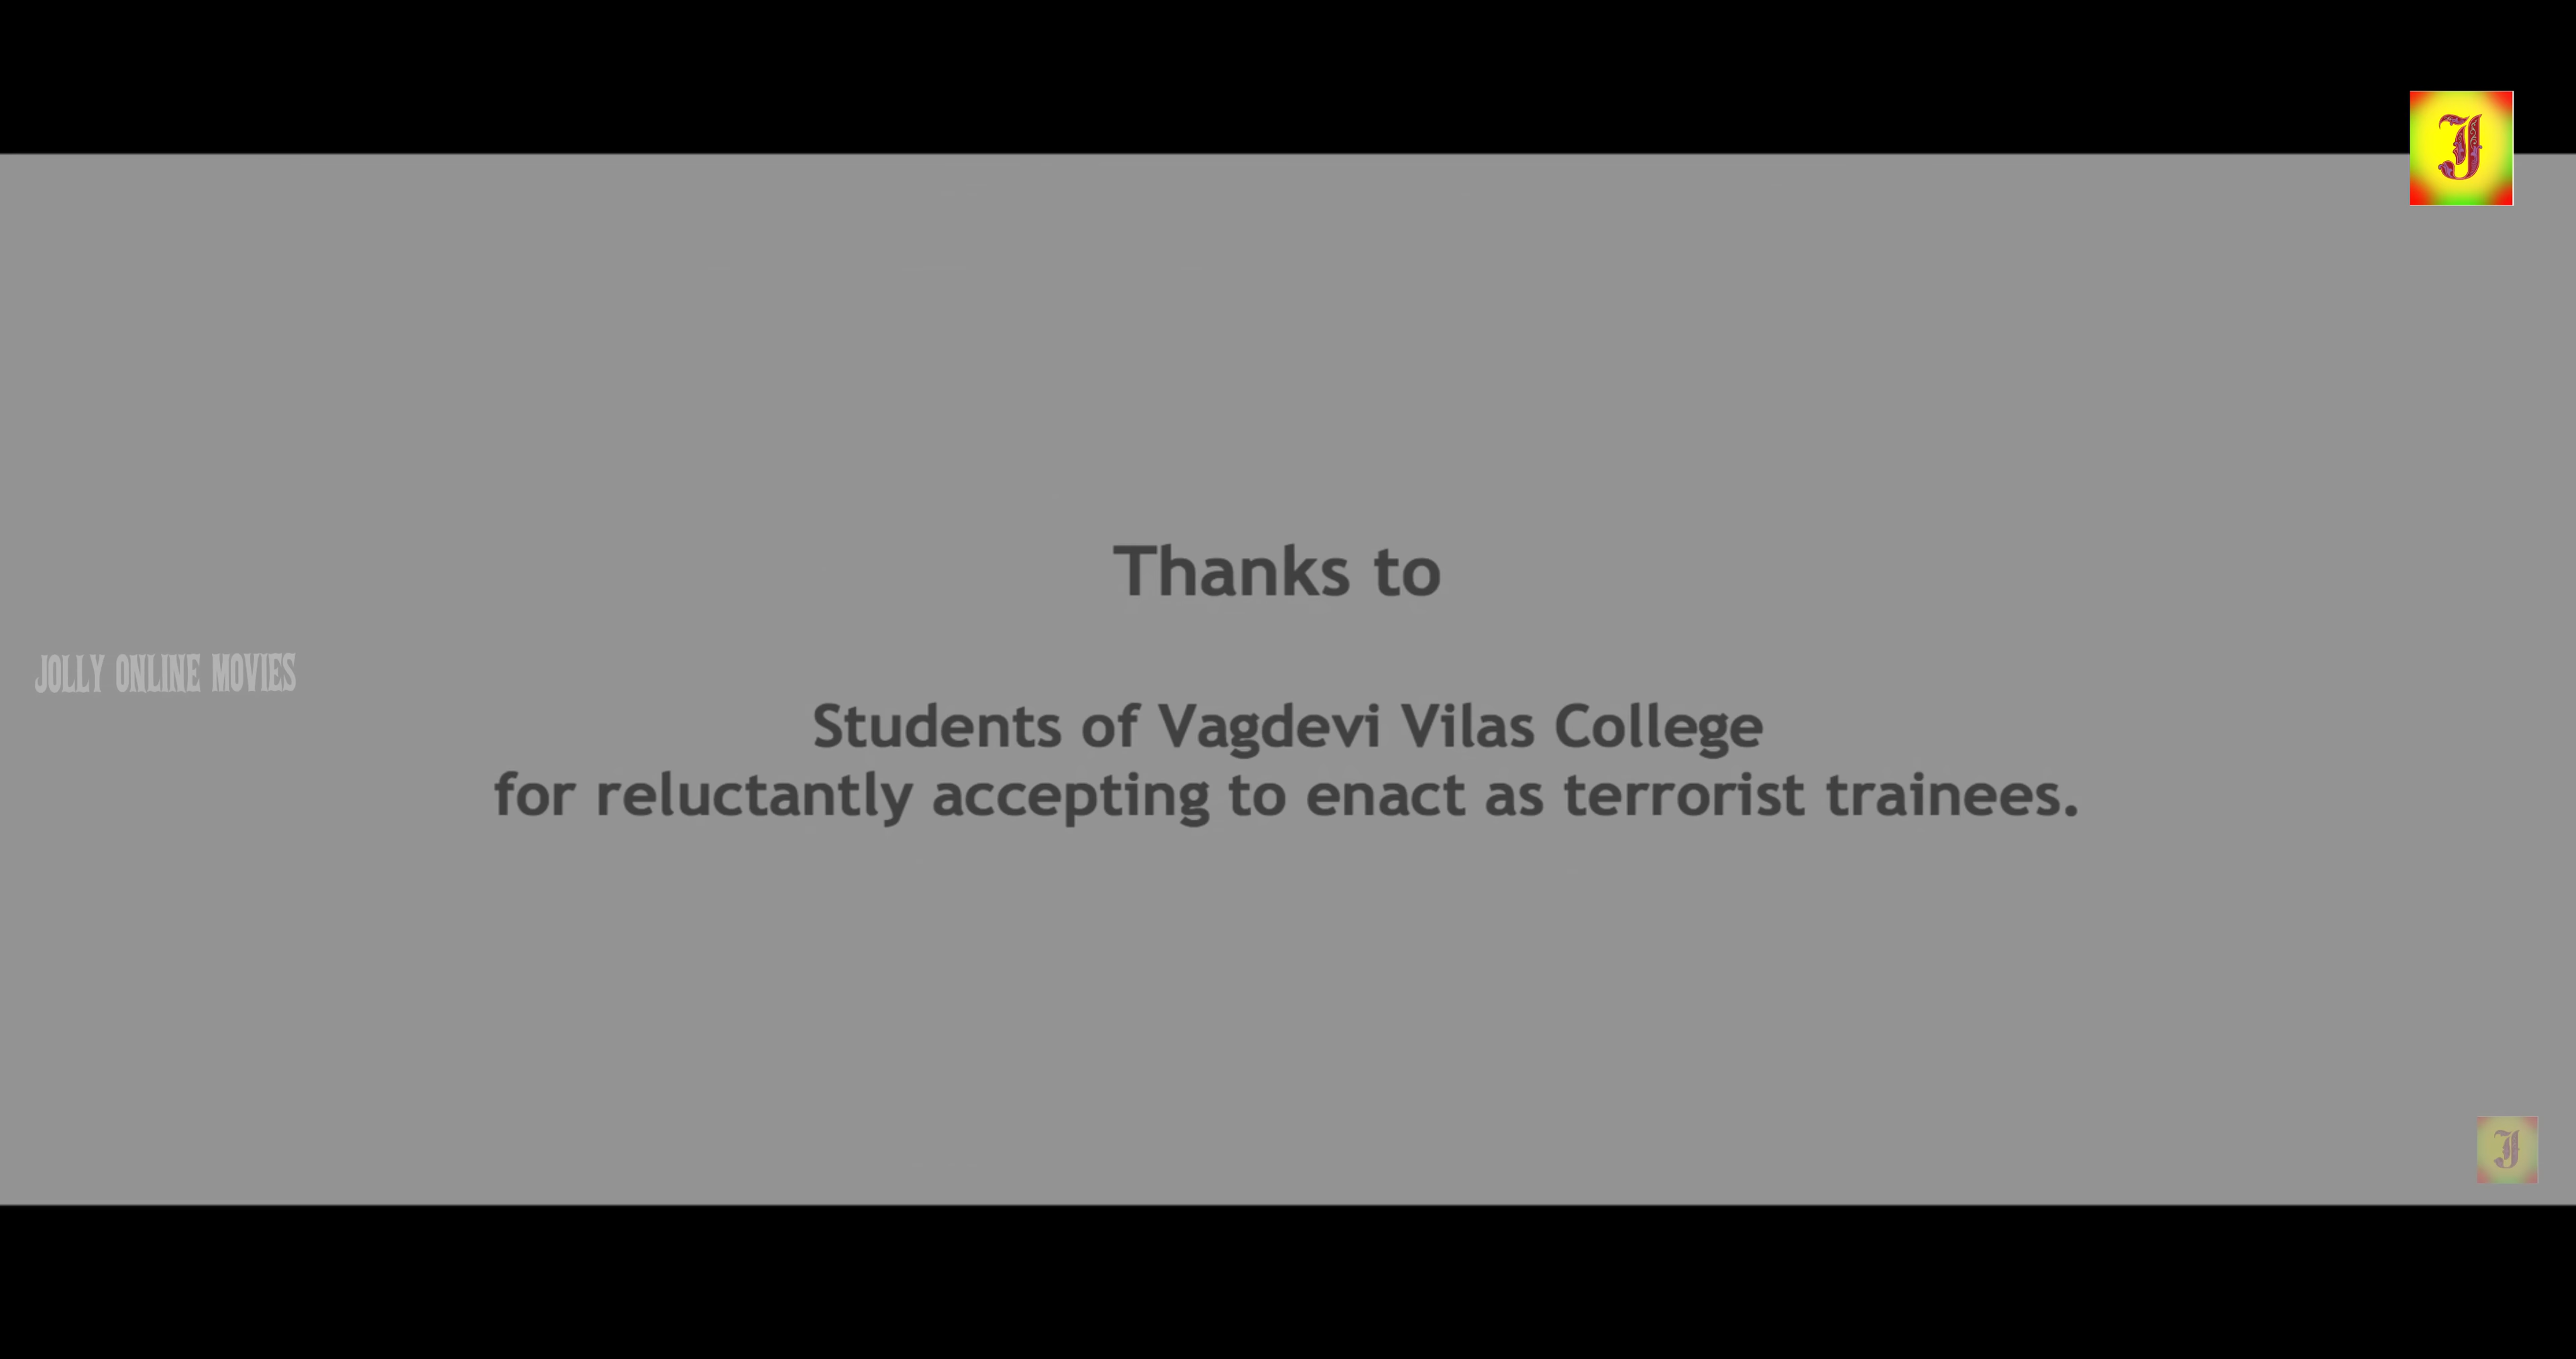 J
Thanks to
JOLLY ONLINE MOVIES
Students of Vagdevi Vilas College
for reluctantly accepting to enact as terrorist trainees.
J